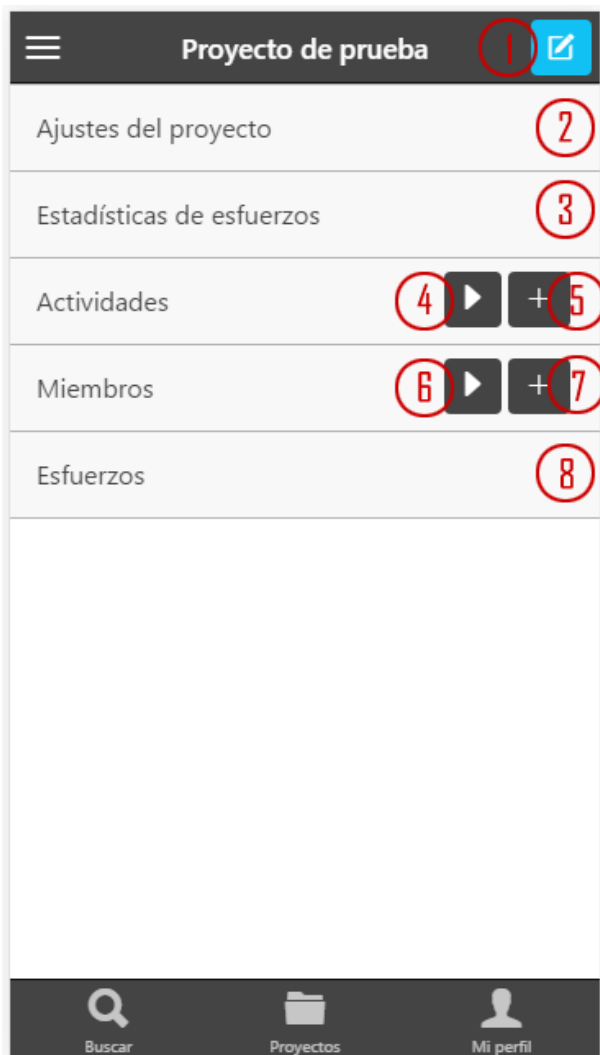 Proyecto de prueba 1
Ajustes del proyecto 2
Estadísticas de esfuerzos 3
Actividades 4 + 5
Miembros 6 + 7
Esfuerzos 8
Buscar Proyectos Mi perfil